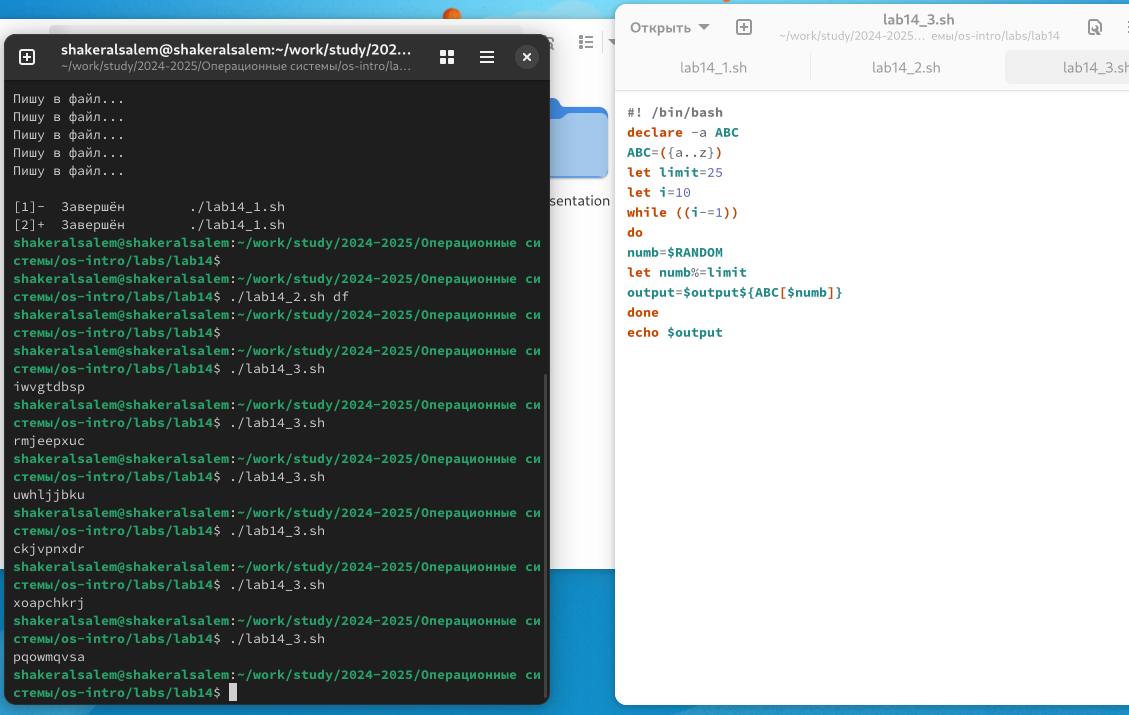 shakeralsalem@shakeralsalem:~/work/study/202...
~/work/study/2024-2025/Операционные системы/os-intro/la...
Пишу в файл...
Пишу в файл...
Пишу в файл...
Пишу в файл...
Пишу в файл...
[1]-  Завершён        ./lab14_1.sh
[2]+  Завершён        ./lab14_1.sh
shakeralsalem@shakeralsalem:~/work/study/2024-2025/Операционные си
стемы/os-intro/labs/lab14$
shakeralsalem@shakeralsalem:~/work/study/2024-2025/Операционные си
стемы/os-intro/labs/lab14$ ./lab14_2.sh df
shakeralsalem@shakeralsalem:~/work/study/2024-2025/Операционные си
стемы/os-intro/labs/lab14$
shakeralsalem@shakeralsalem:~/work/study/2024-2025/Операционные си
стемы/os-intro/labs/lab14$ ./lab14_3.sh
iwvgtdbsp
shakeralsalem@shakeralsalem:~/work/study/2024-2025/Операционные си
стемы/os-intro/labs/lab14$ ./lab14_3.sh
rmjeepxuc
shakeralsalem@shakeralsalem:~/work/study/2024-2025/Операционные си
стемы/os-intro/labs/lab14$ ./lab14_3.sh
uwhljjbku
shakeralsalem@shakeralsalem:~/work/study/2024-2025/Операционные си
стемы/os-intro/labs/lab14$ ./lab14_3.sh
ckjvpnxdr
shakeralsalem@shakeralsalem:~/work/study/2024-2025/Операционные си
стемы/os-intro/labs/lab14$ ./lab14_3.sh
xoapchkrj
shakeralsalem@shakeralsalem:~/work/study/2024-2025/Операционные си
стемы/os-intro/labs/lab14$ ./lab14_3.sh
pqowmqvsa
shakeralsalem@shakeralsalem:~/work/study/2024-2025/Операционные си
стемы/os-intro/labs/lab14$
sentation
Открыть
lab14_3.sh
~/work/study/2024-2025... емы/os-intro/labs/lab14
lab14_1.sh
lab14_2.sh
lab14_3.sh
#! /bin/bash
declare -a ABC
ABC=({a..z})
let limit=25
let i=10
while ((i-=1))
do
numb=$RANDOM
let numb%=limit
output=$output${ABC[$numb]}
done
echo $output